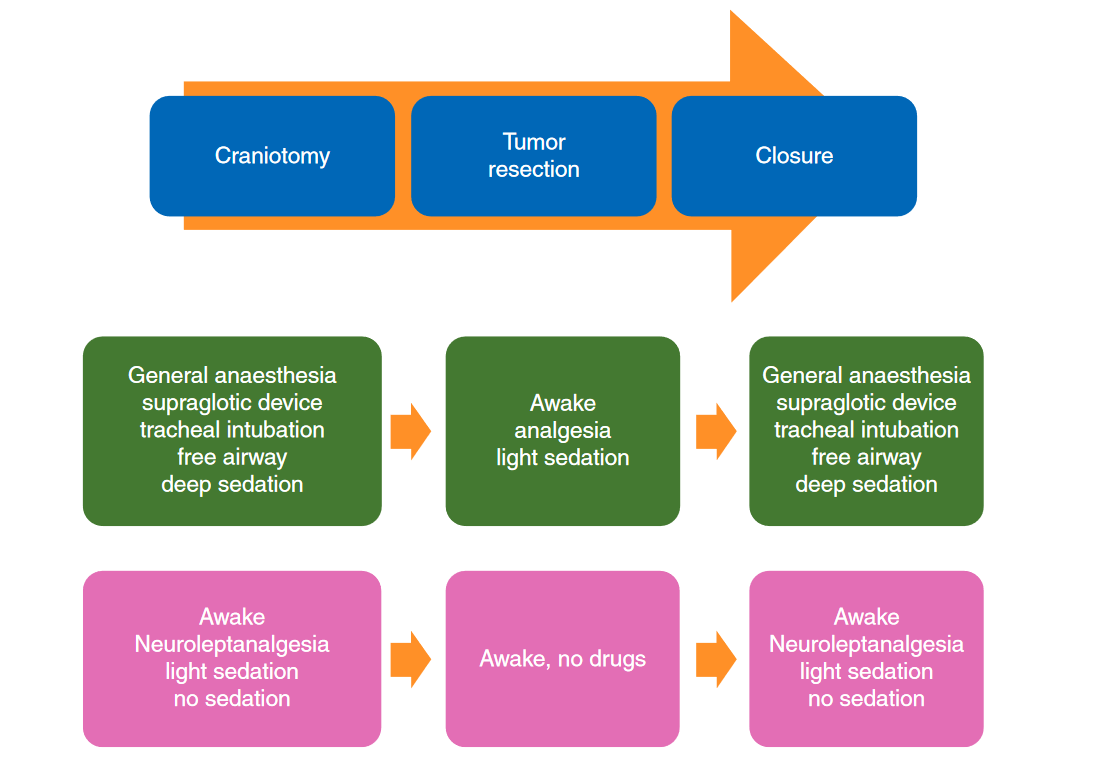 Craniotomy
Tumor
resection
Closure
General anaesthesia
supraglotic device
tracheal intubation
free airway
deep sedation
Awake
analgesia
light sedation
General anaesthesia
supraglotic device
tracheal intubation
free airway
deep sedation
Awake
Neuroleptanalgesia
light sedation
no sedation
Awake, no drugs
Awake
Neuroleptanalgesia
light sedation
no sedation